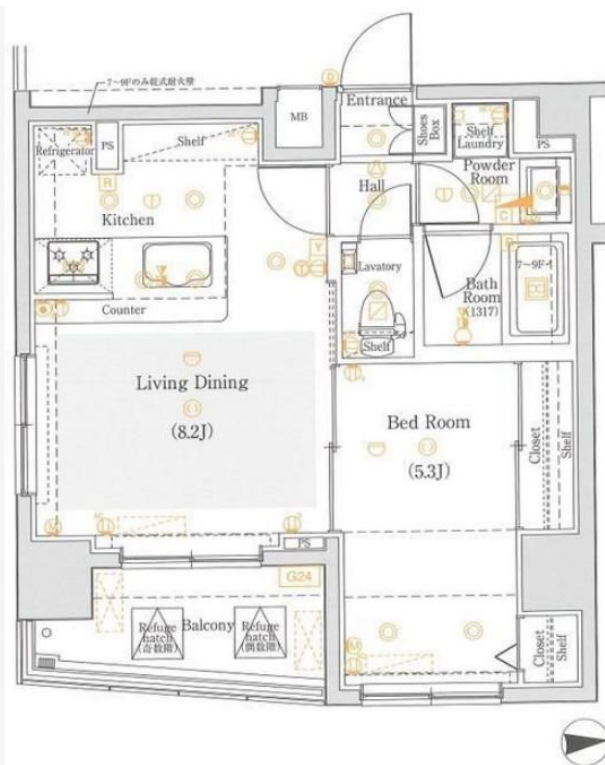 7〜9Fのみ乾式耐火壁
D
Entrance
MB
Shoes
Box
Shelf
Laundry
PS
Refrigerator
PS
Shelf
Powder
Room
Hall
R
C
Kitchen
Lavatory
Y
T
R
7〜9F
Bath
Room
(1317)
Counter
Shelf
Living Dining
(8.2J)
Bed Room
(5.3J)
Closet
Shelf
M
PS
G24
Balcony
Refuge
hatch
(奇数階)
Refuge
hatch
(偶数階)
M
Closet
Shelf